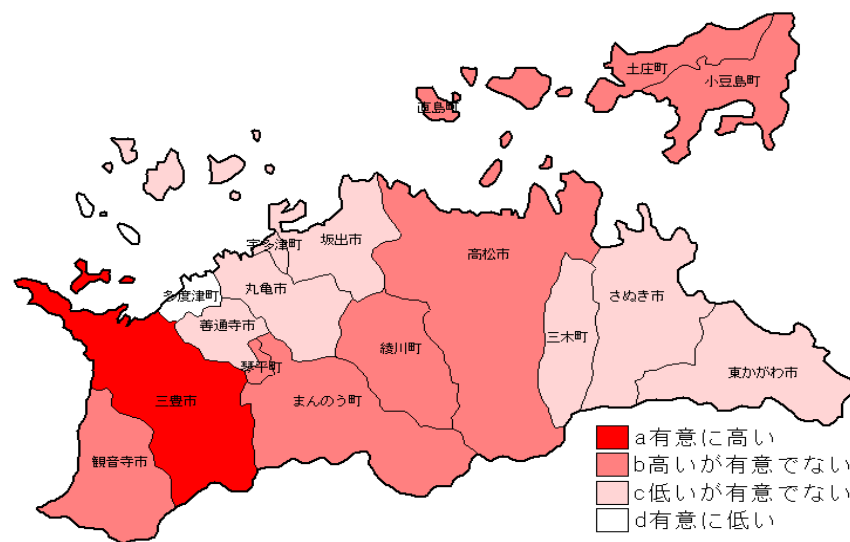 土庄町
小豆島町
直島町
宇多津町
坂出市
高松市
多度津町
丸亀市
さぬき市
善通寺市
三木町
綾川町
琴平町
東かがわ市
三豊市
まんのう町
観音寺市
a有意に高い
b高いが有意でない
c低いが有意でない
d有意に低い